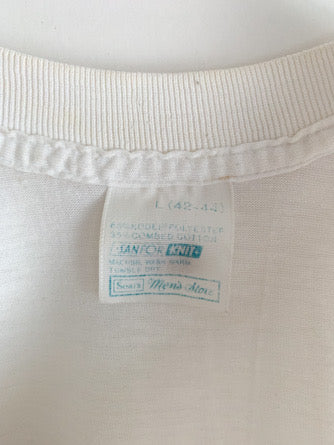 L (42-44)
65% KODEL POLYESTER
35% COMBED COTTON
SANFOR KNIT
MACHINE WASH WARM
TUMBLE DRY
Sears Men's Store